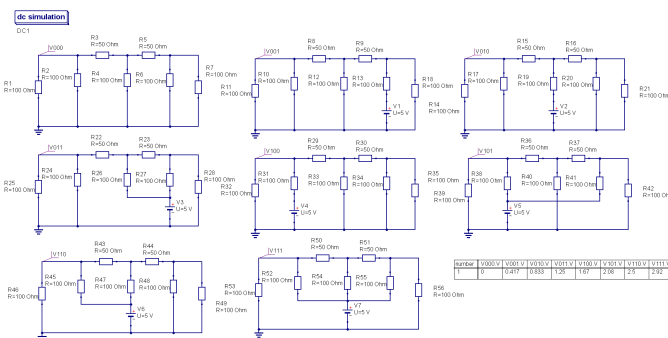 dc simulation
DC1
V000
R3
R=50 Ohm
R5
R=50 Ohm
R1
R=100 Ohm
R2
R=100 Ohm
R4
R=100 Ohm
R6
R=100 Ohm
R7
R=100 Ohm
V001
R8
R=50 Ohm
R9
R=50 Ohm
R10
R=100 Ohm
R11
R=100 Ohm
R12
R=100 Ohm
R13
R=100 Ohm
R18
R=100 Ohm
V1
U=5 V
V010
R15
R=50 Ohm
R16
R=50 Ohm
R17
R=100 Ohm
R14
R=100 Ohm
R19
R=100 Ohm
R20
R=100 Ohm
R21
R=100 Ohm
V2
U=5 V
V011
R22
R=50 Ohm
R23
R=50 Ohm
R24
R=100 Ohm
R25
R=100 Ohm
R26
R=100 Ohm
R27
R=100 Ohm
R28
R=100 Ohm
V3
U=5 V
V100
R29
R=50 Ohm
R30
R=50 Ohm
R31
R=100 Ohm
R32
R=100 Ohm
R33
R=100 Ohm
R34
R=100 Ohm
R35
R=100 Ohm
V4
U=5 V
V101
R36
R=50 Ohm
R37
R=50 Ohm
R38
R=100 Ohm
R39
R=100 Ohm
R40
R=100 Ohm
R41
R=100 Ohm
R42
R=100 Oh
V5
U=5 V
V110
R43
R=50 Ohm
R44
R=50 Ohm
R45
R=100 Ohm
R46
R=100 Ohm
R47
R=100 Ohm
R48
R=100 Ohm
R49
R=100 Ohm
V6
U=5 V
V111
R50
R=50 Ohm
R51
R=50 Ohm
R52
R=100 Ohm
R53
R=100 Ohm
R54
R=100 Ohm
R55
R=100 Ohm
R56
R=100 Ohm
V7
U=5 V
number V000.V V001.V V010.V V011.V V100.V V101.V V110.V V111.V
1 0 0.417 0.833 1.25 1.67 2.08 2.5 2.92